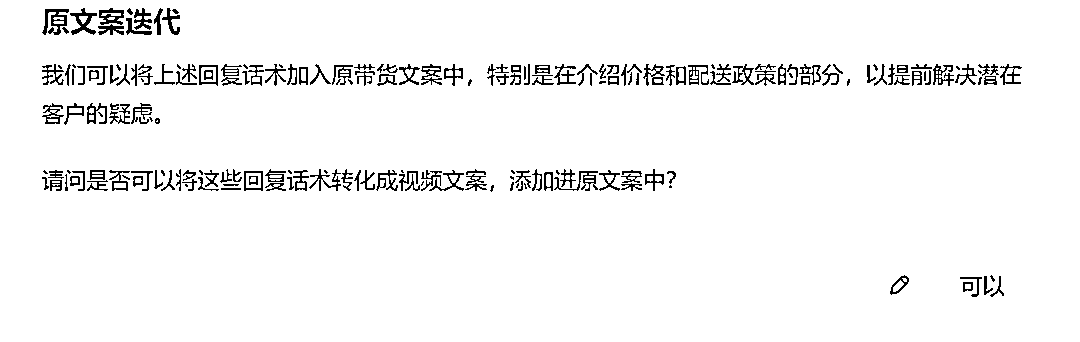 原文案迭代
我们可以将上述回复话术加入原带货文案中，特别是在介绍价格和配送政策的部分，以提前解决潜在
客户的疑虑。
请问是否可以将这些回复话术转化成视频文案，添加进原文案中？
可以